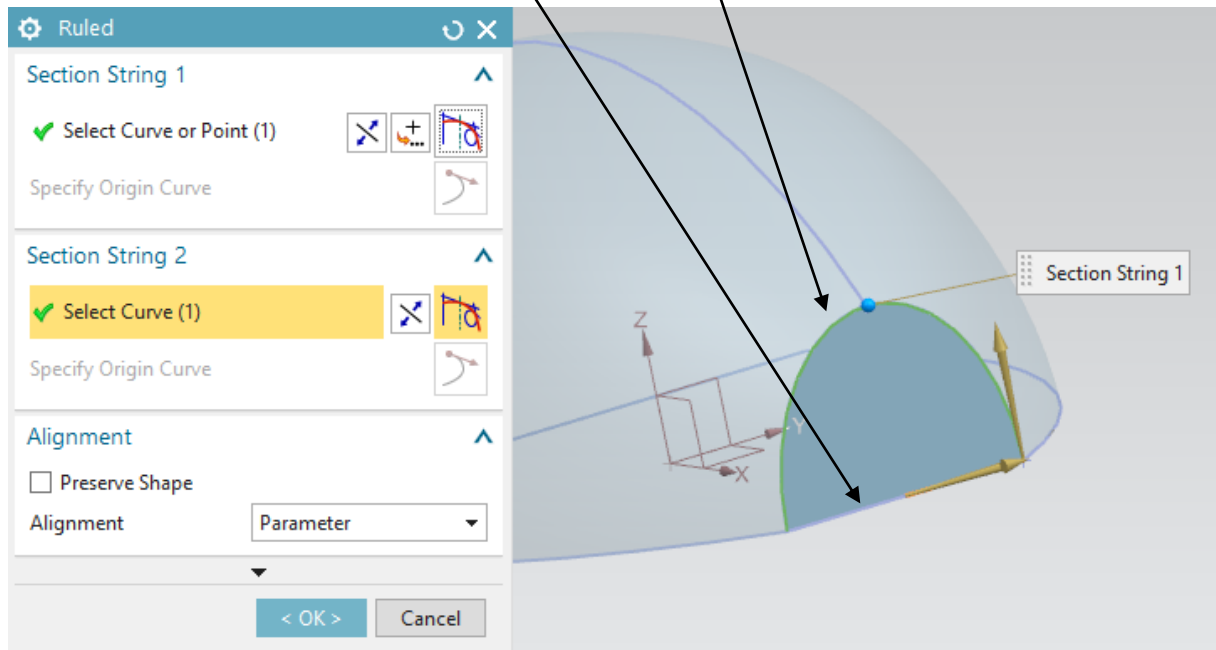 Ruled
Section String 1
Select Curve or Point (1)
Specify Origin Curve
Section String 2
Select Curve (1)
Specify Origin Curve
Alignment
Preserve Shape
Alignment Parameter
< OK > Cancel
Section String 1
Z
Y
X